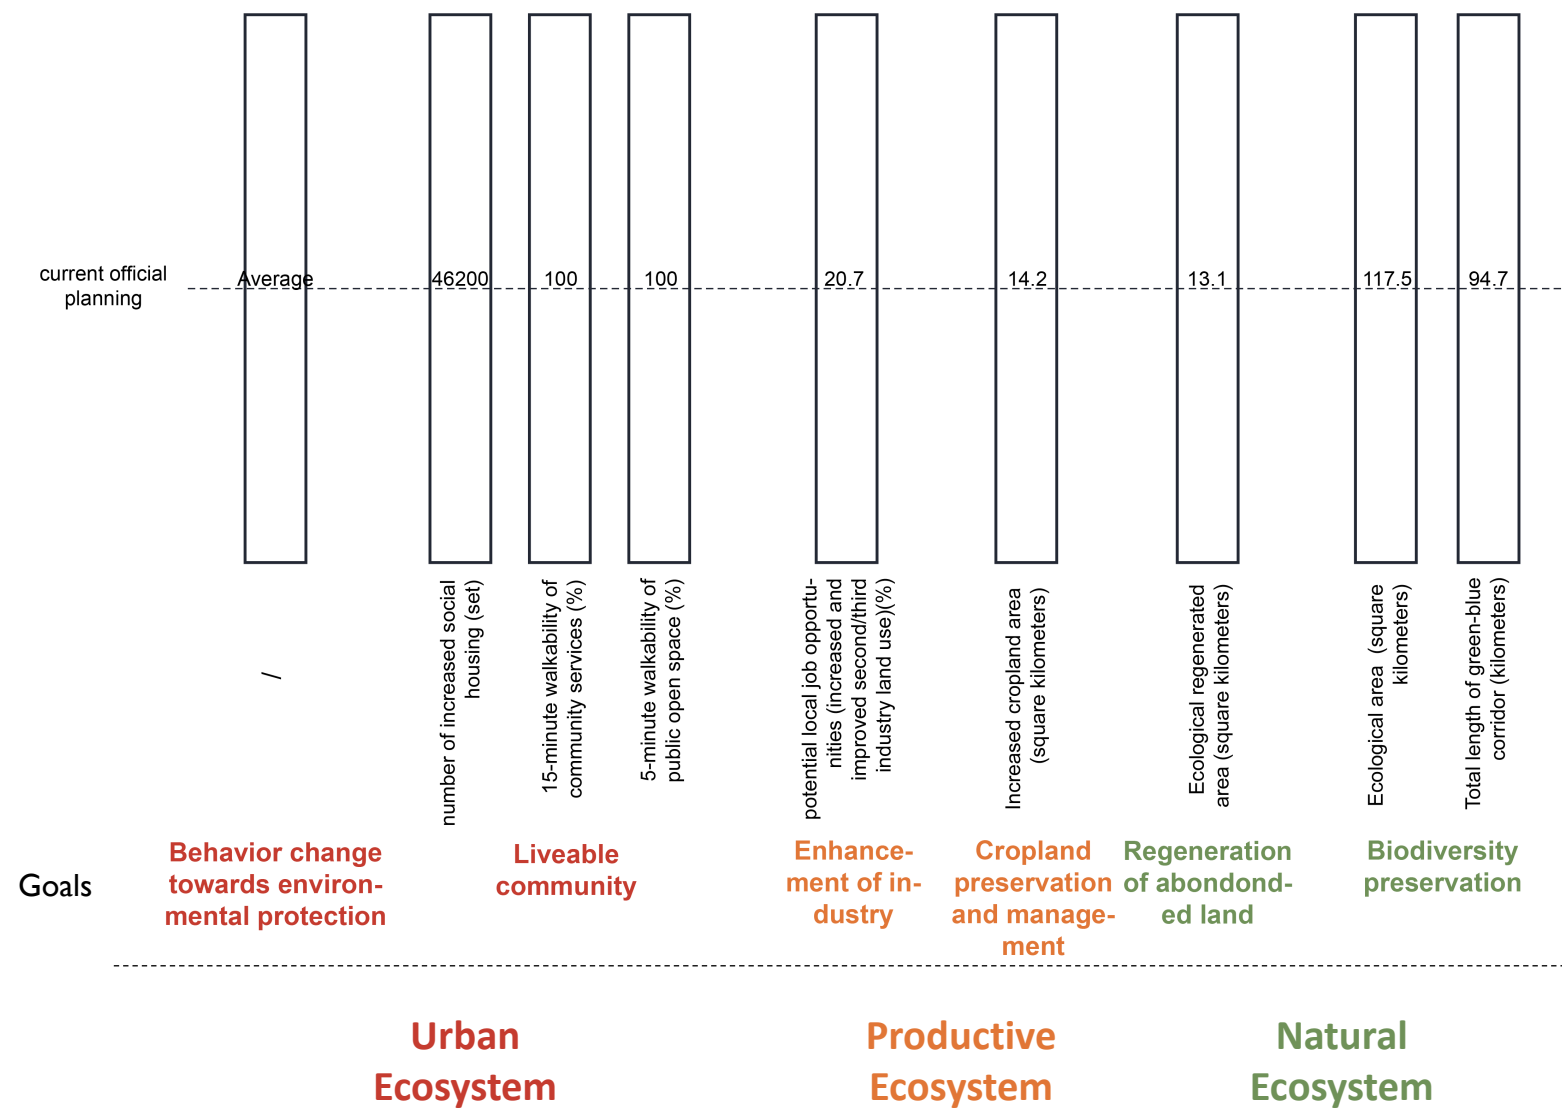 current official
planning
Average
46200
100
100
20.7
14.2
13.1
117.5
94.7
/
number of increased social
housing (set)
15-minute walkability of
community services (%)
5-minute walkability of
public open space (%)
potential local job opportu-
nities (increased and
improved second/third
industry land use)(%)
Increased cropland area
(square kilometers)
Ecological regenerated
area (square kilometers)
Ecological area (square
kilometers)
Total length of green-blue
corridor (kilometers)
Goals
Behavior change
towards environ-
mental protection
Liveable
community
Enhance-
ment of in-
dustry
Cropland
preservation
and manage-
ment
Regeneration
of abondond-
ed land
Biodiversity
preservation
Urban
Ecosystem
Productive
Ecosystem
Natural
Ecosystem